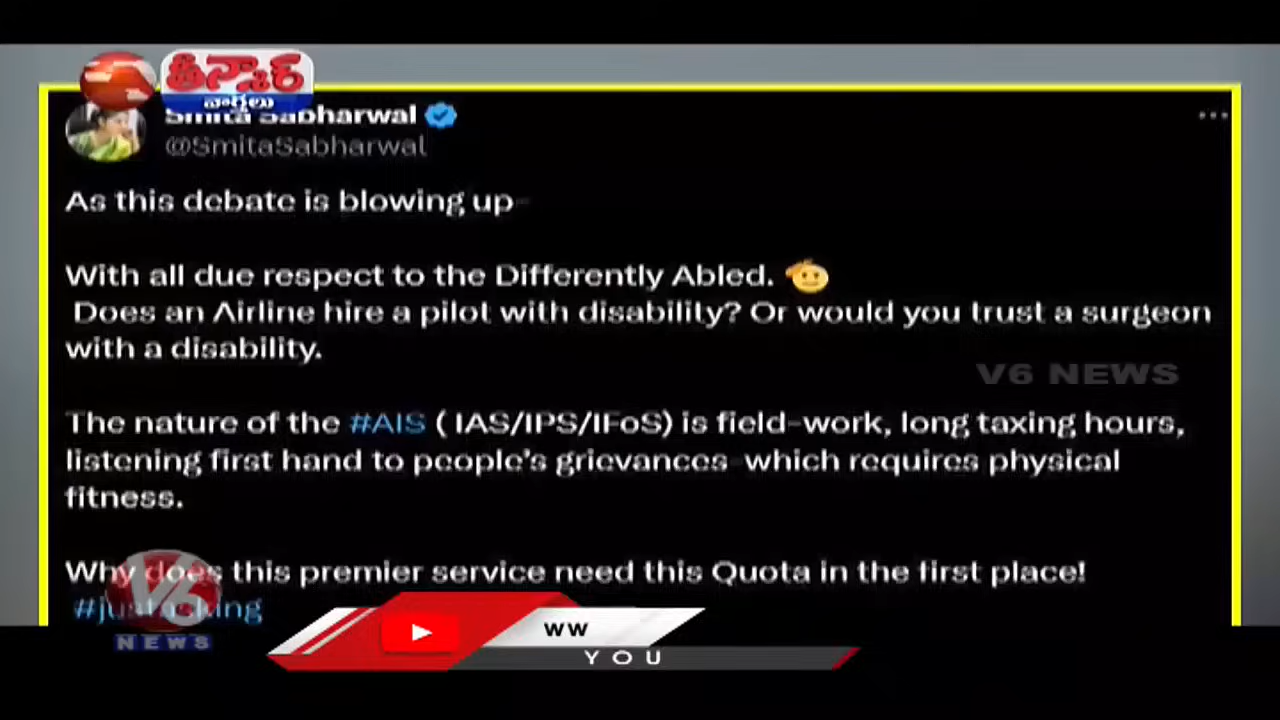 తీన్మార్
వార్తలు
Smita Sabharwal
@SmitaSabharwal
As this debate is blowing up-
With all due respect to the Differently Abled.
Does an Airline hire a pilot with disability? Or would you trust a surgeon
with a disability.
V6 NEWS
The nature of the #AIS ( IAS/IPS/IFoS) is field-work, long taxing hours,
listening first hand to people's grievances-which requires physical
fitness.
Why does this premier service need this Quota in the first place!
#justasking
V6
NEWS
WW
YOU